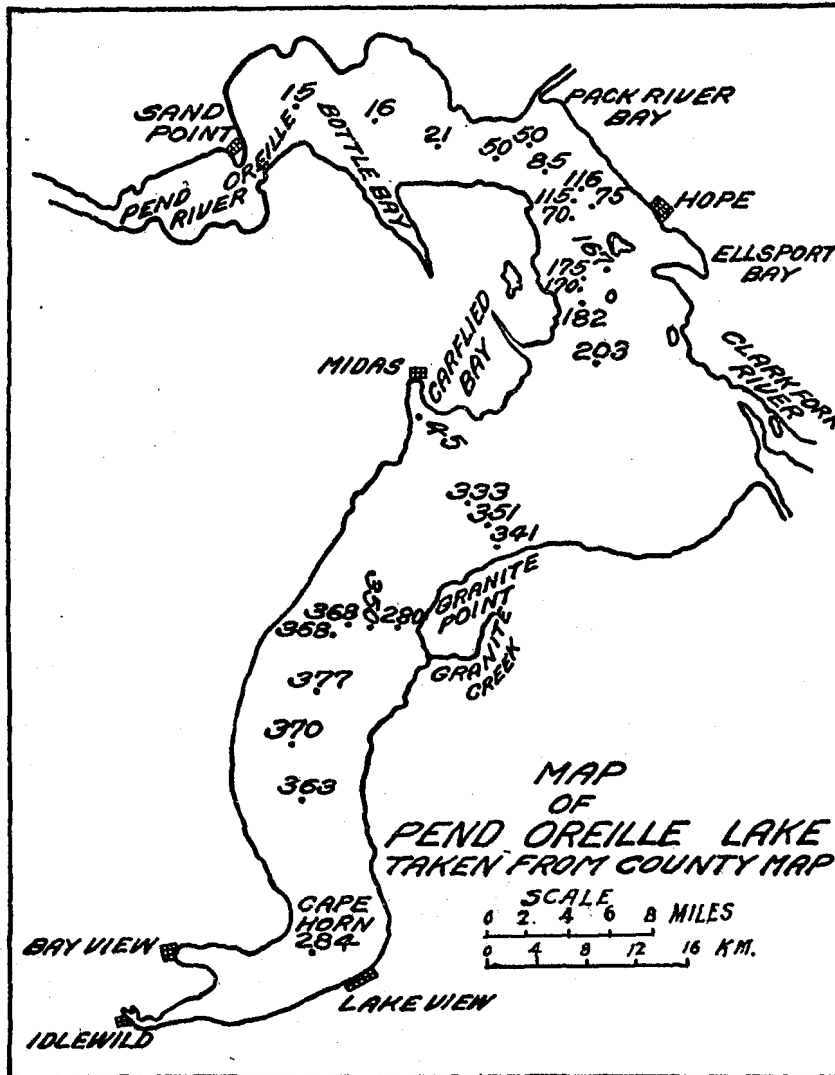 PACK RIVER
BAY
SAND
POINT
15
16
21
50
50
85
BOTTLE BAY
PEND OREILLE
RIVER
116
115
75
70
HOPE
167
175
170
182
ELLSPORT
BAY
203
MIDAS
CARFLIED
BAY
CLARK FORK
RIVER
45
333
351
341
GRANITE
POINT
350
368
280
368
GRANITE
CREEK
377
370
363
MAP
OF
PEND OREILLE LAKE
TAKEN FROM COUNTY MAP
SCALE
0 2. 4 6 8 MILES
0 4 8 12 16 KM.
CAPE
HORN
284
BAY VIEW
LAKE VIEW
IDLEWILD